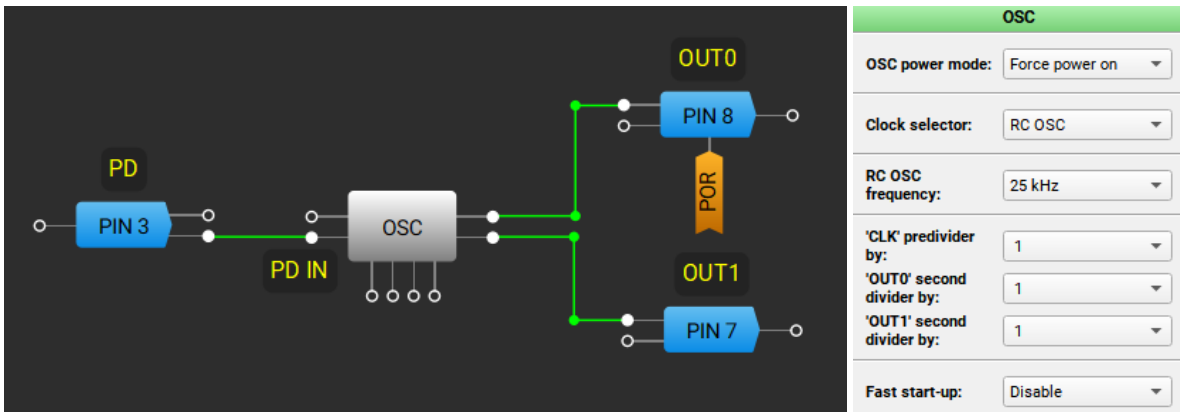 OUT0
PIN 8
PD
POR
PIN 3
OSC
PD IN
OUT1
PIN 7
OSC
OSC power mode: Force power on
Clock selector: RC OSC
RC OSC
frequency: 25 kHz
'CLK' predivider
by: 1
'OUT0' second
divider by: 1
'OUT1' second
divider by: 1
Fast start-up: Disable